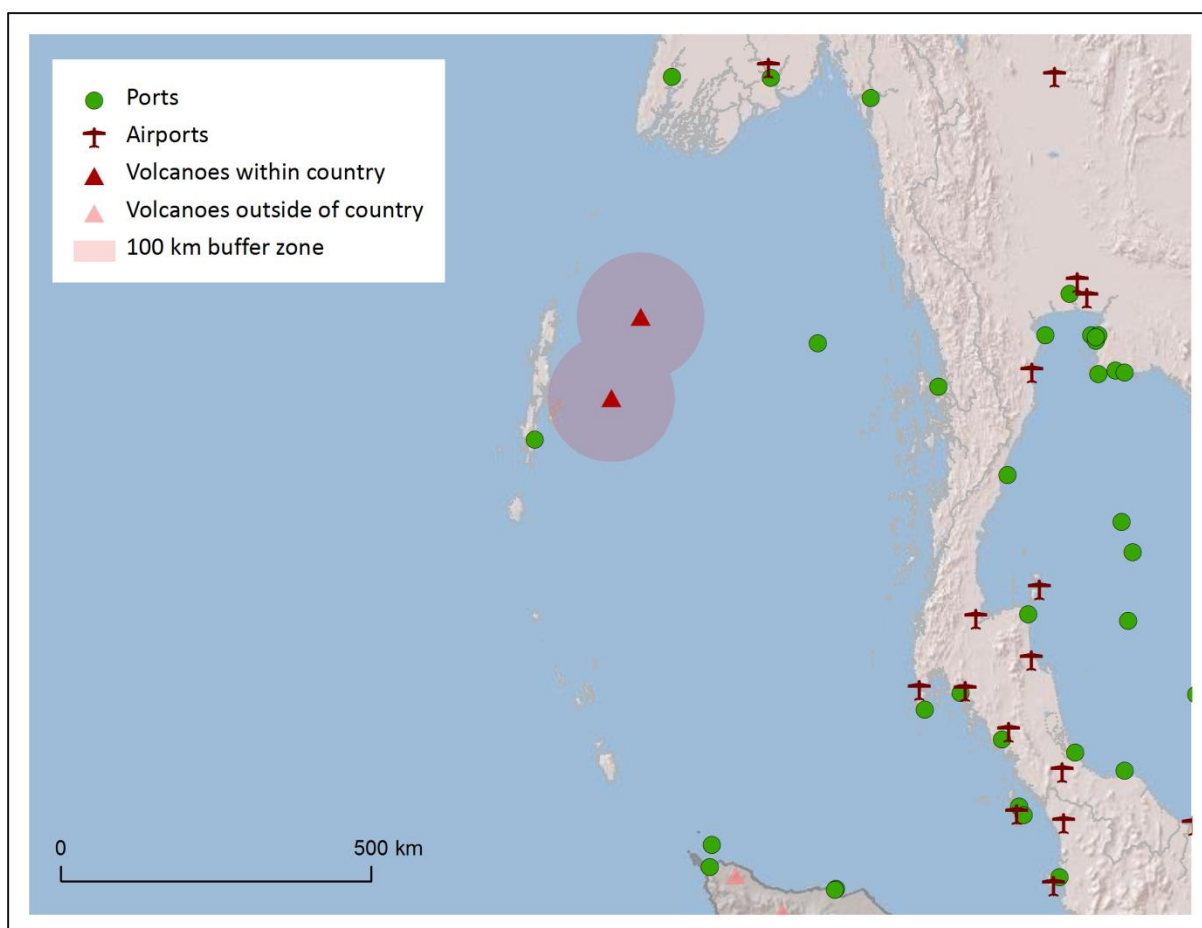 Ports
Airports
Volcanoes within country
Volcanoes outside of country
100 km buffer zone
0 500 km